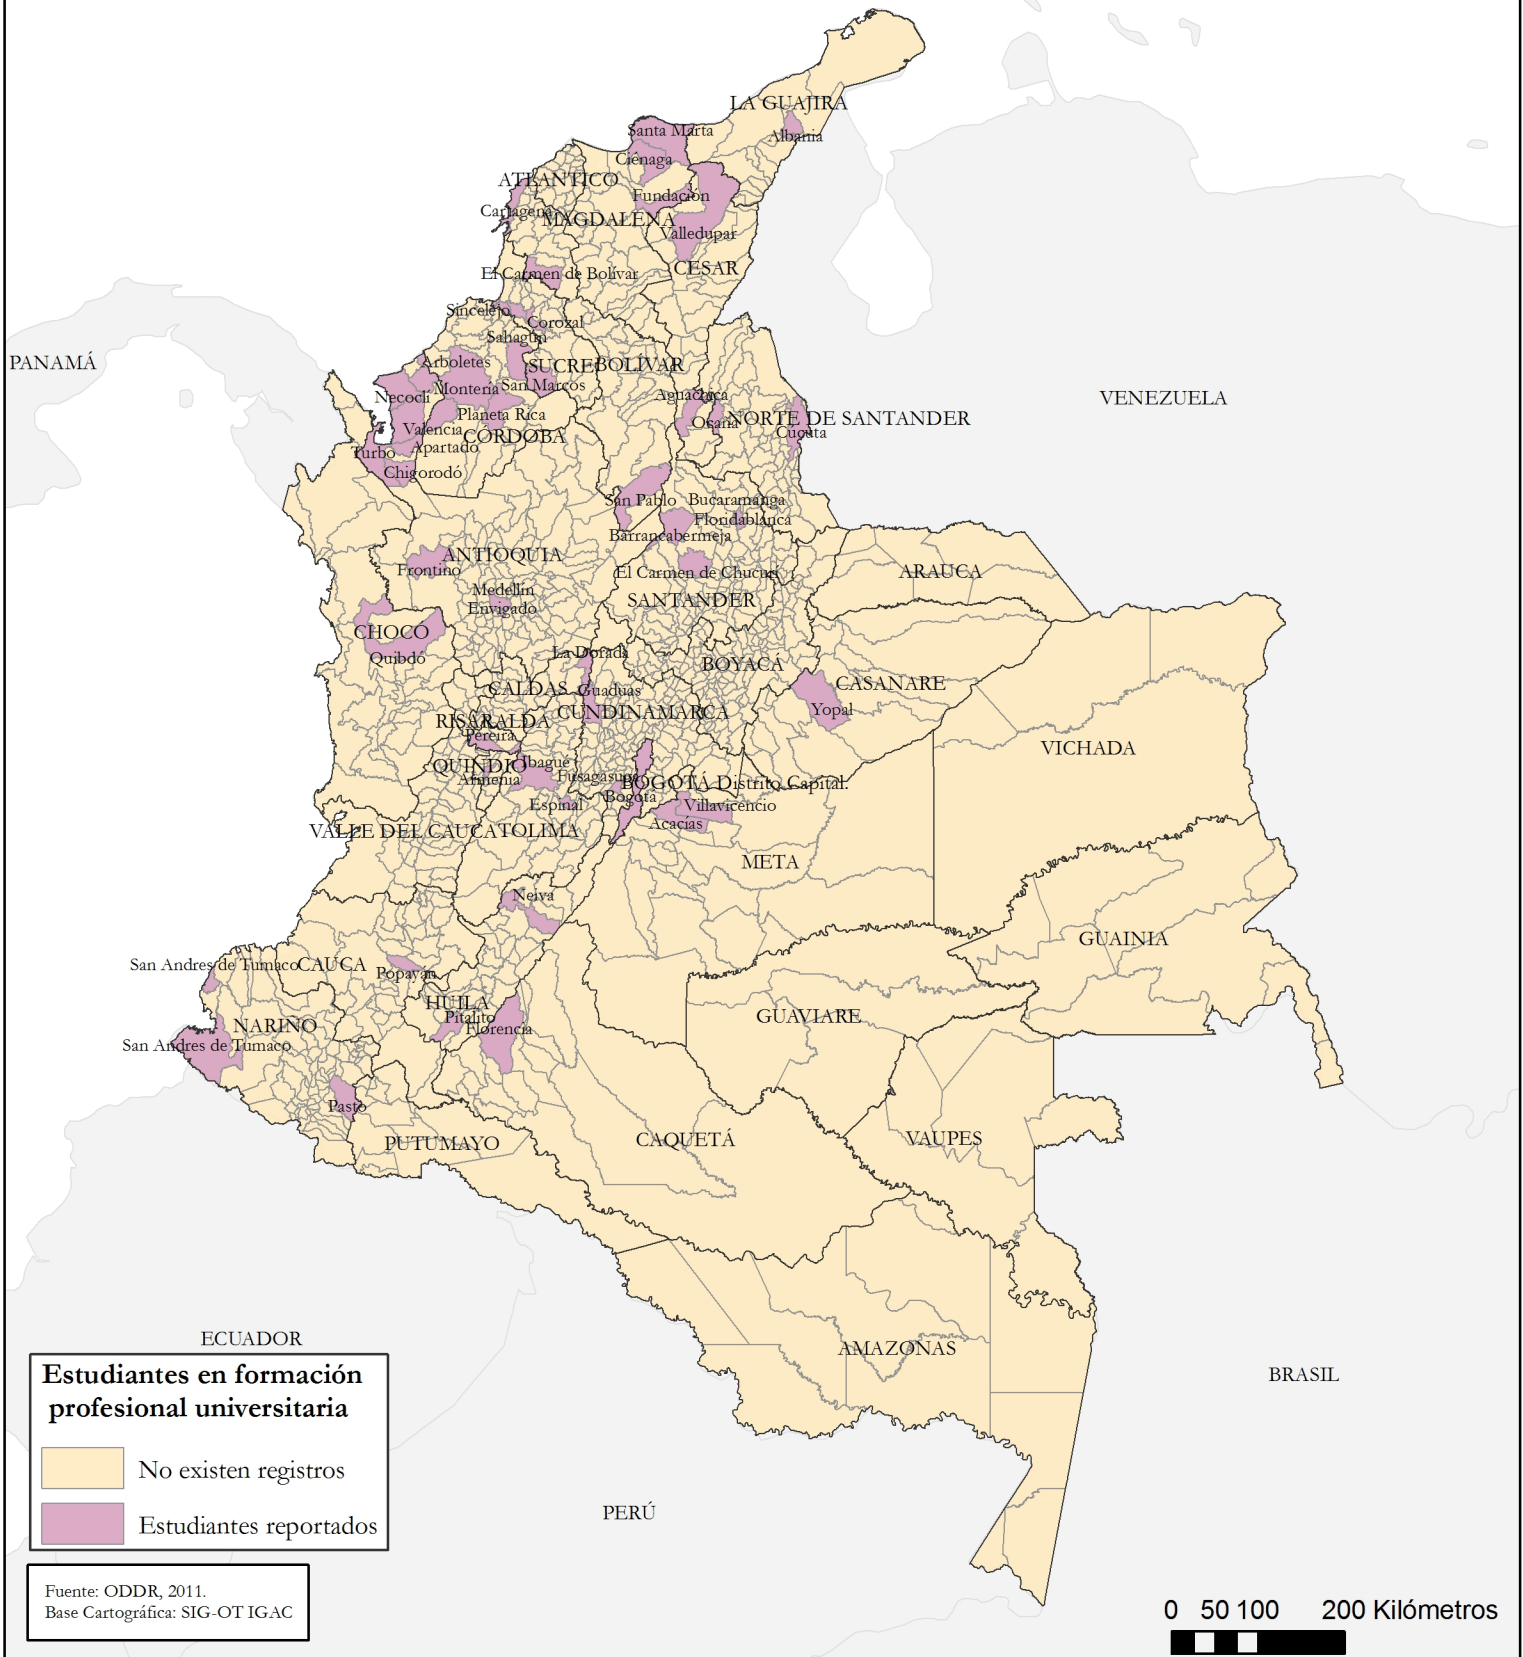 LA GUAJIRA
Santa Marta
Albania
Ciénaga
ATLANTICO
Fundación
Cartagena
MAGDALENA
Valledupar
CESAR
El Carmen de Bolívar
Sincelejo
Corozal
Sahagún
PANAMÁ
Arboletes
SUCRE
BOLÍVAR
Montería
San Marcos
Necoclí
Aguachica
VENEZUELA
Planeta Rica
Ocaña
NORTE DE SANTANDER
Valencia
Cúcuta
CÓRDOBA
Apartadó
Turbo
Chigorodó
San Pablo
Bucaramanga
Floridablanca
Barrancabermeja
ANTIOQUIA
Frontino
El Carmen de Chucurí
ARAUCA
Medellín
SANTANDER
Envigado
CHOCÓ
La Dorada
Quibdó
BOYACÁ
CALDAS
Guaduas
CASANARE
Yopal
CUNDINAMARCA
RISARALDA
Pereira
VICHADA
QUINDIO
Ibagué
Armenia
Fusagasuga
BOGOTÁ Distrito Capital.
Bogotá
Espinal
Villavicencio
Acacías
VALLE DEL CAUCA
TOLIMA
META
Neiva
GUAINIA
San Andres de Tumaco
CAUCA
Popayán
HUILA
Pitalito
GUAVIARE
NARIÑO
Florencia
San Andres de Tumaco
Pasto
PUTUMAYO
CAQUETÁ
VAUPES
ECUADOR
AMAZONAS
BRASIL
PERÚ
Estudiantes en formación
profesional universitaria
No existen registros
Estudiantes reportados
Fuente: ODDR, 2011.
Base Cartográfica: SIG-OT IGAC
0 50 100 200 Kilómetros